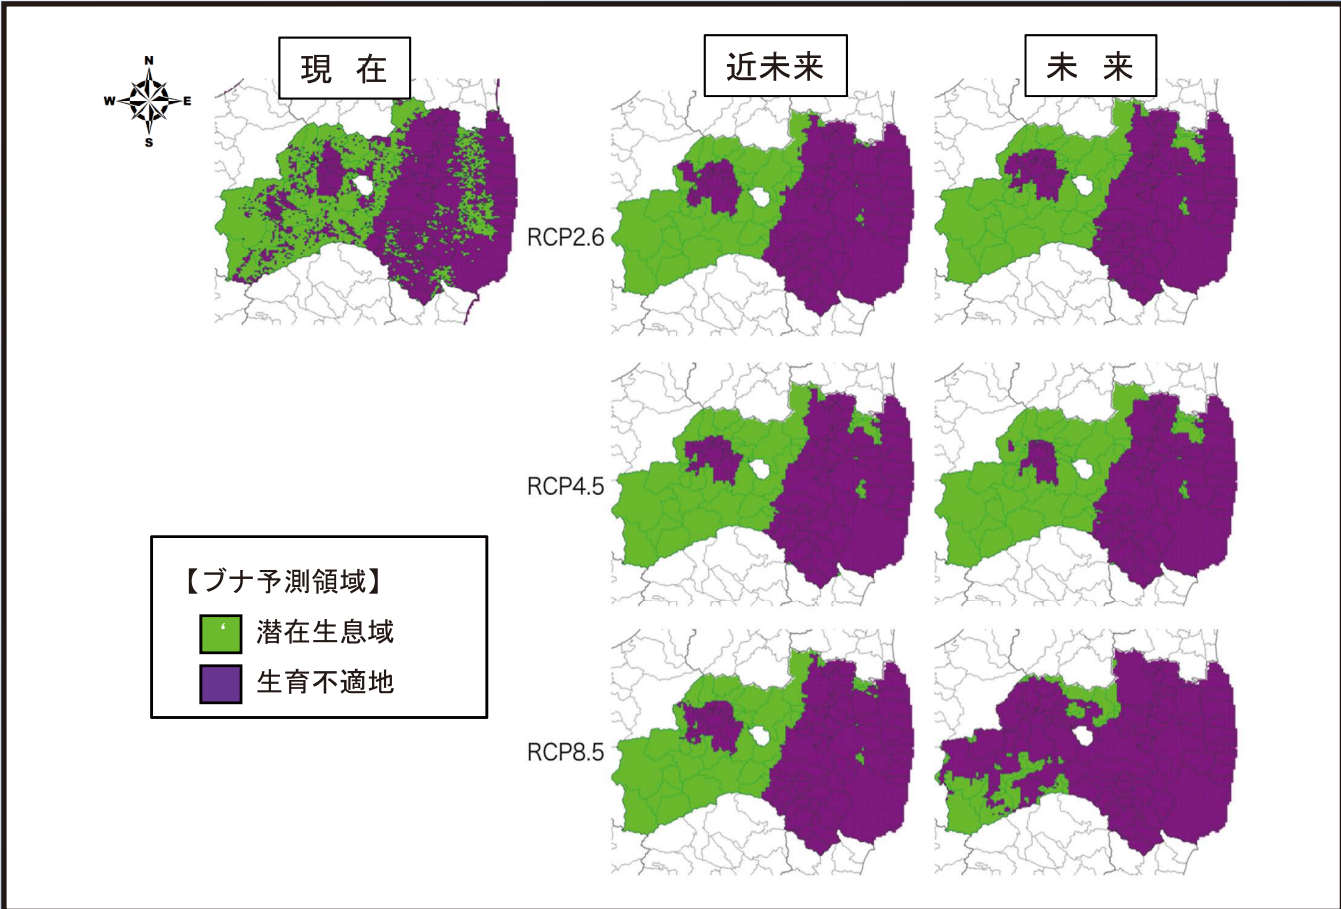 現 在
近未来
未 来
N
W E
S
RCP2.6
RCP4.5
RCP8.5
【ブナ予測領域】
潜在生息域
生育不適地